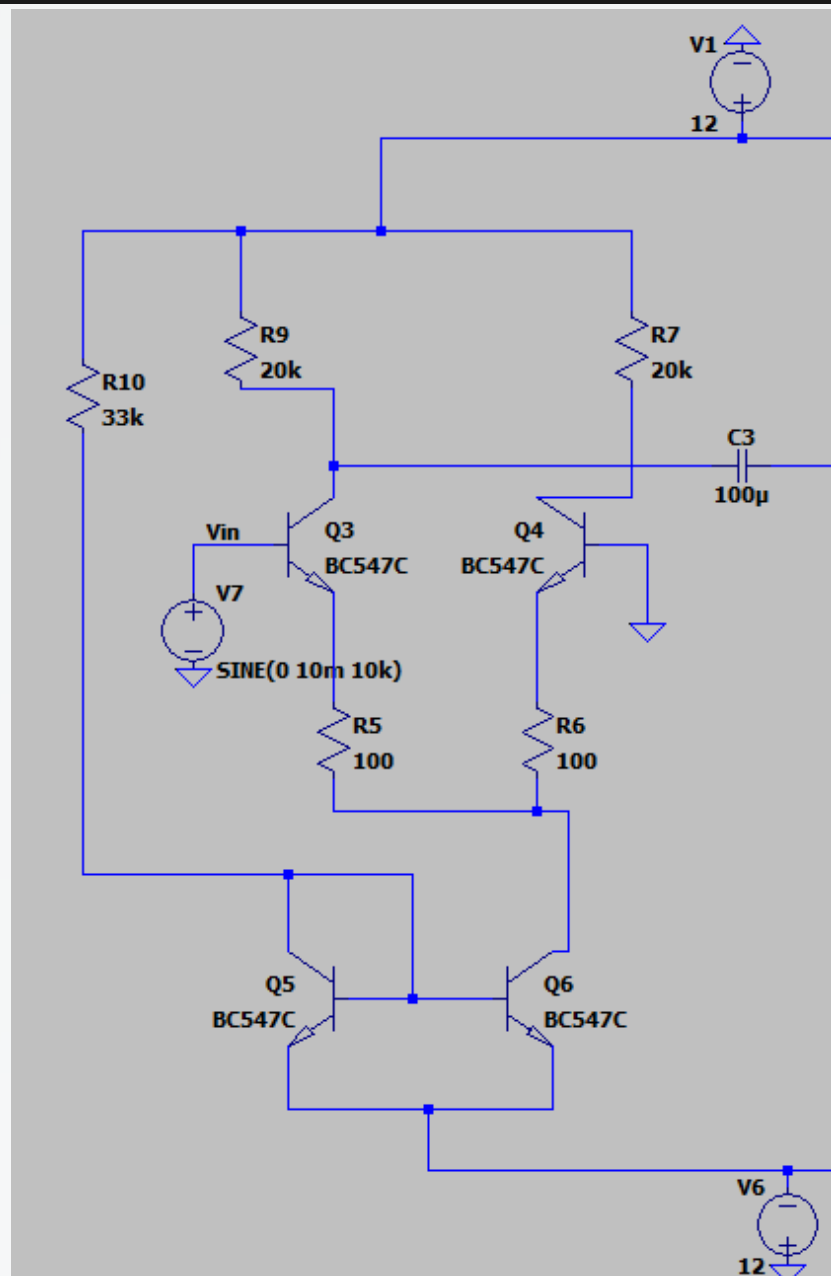 V1
12
R9
20k
R7
20k
R10
33k
C3
100µ
Vin
Q3
BC547C
Q4
BC547C
V7
SINE(0 10m 10k)
R5
100
R6
100
Q5
BC547C
Q6
BC547C
V6
12